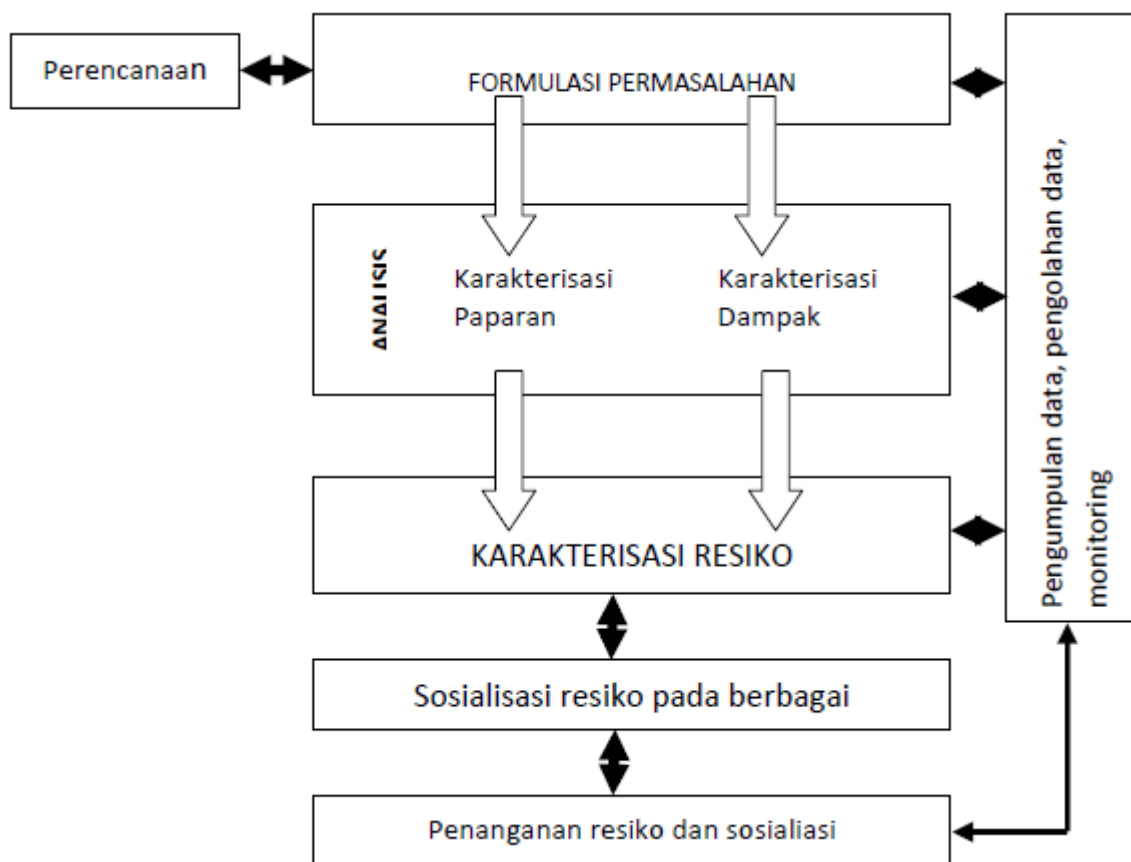 Perencanaan
FORMULASI PERMASALAHAN
ANALISIS
Karakterisasi
Paparan
Karakterisasi
Dampak
KARAKTERISASI RESIKO
Sosialisasi resiko pada berbagai
Penanganan resiko dan sosialiasi
Pengumpulan data, pengolahan data,
monitoring